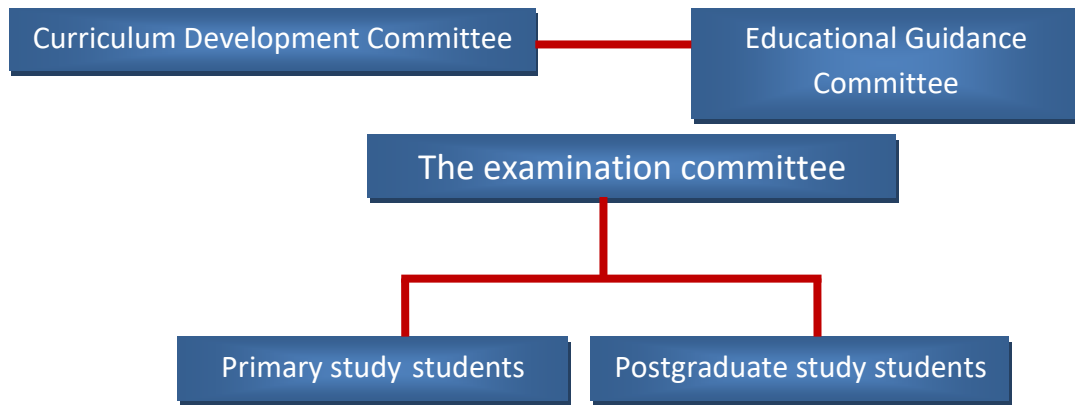 Curriculum Development Committee
Educational Guidance
Committee
The examination committee
Primary study students
Postgraduate study students